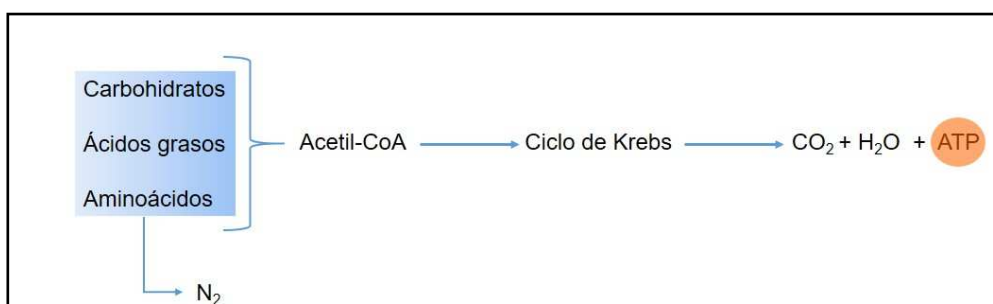 Carbohidratos
Ácidos grasos
Aminoácidos
Acetil-CoA
Ciclo de Krebs
CO₂ + H₂O + ATP
N₂